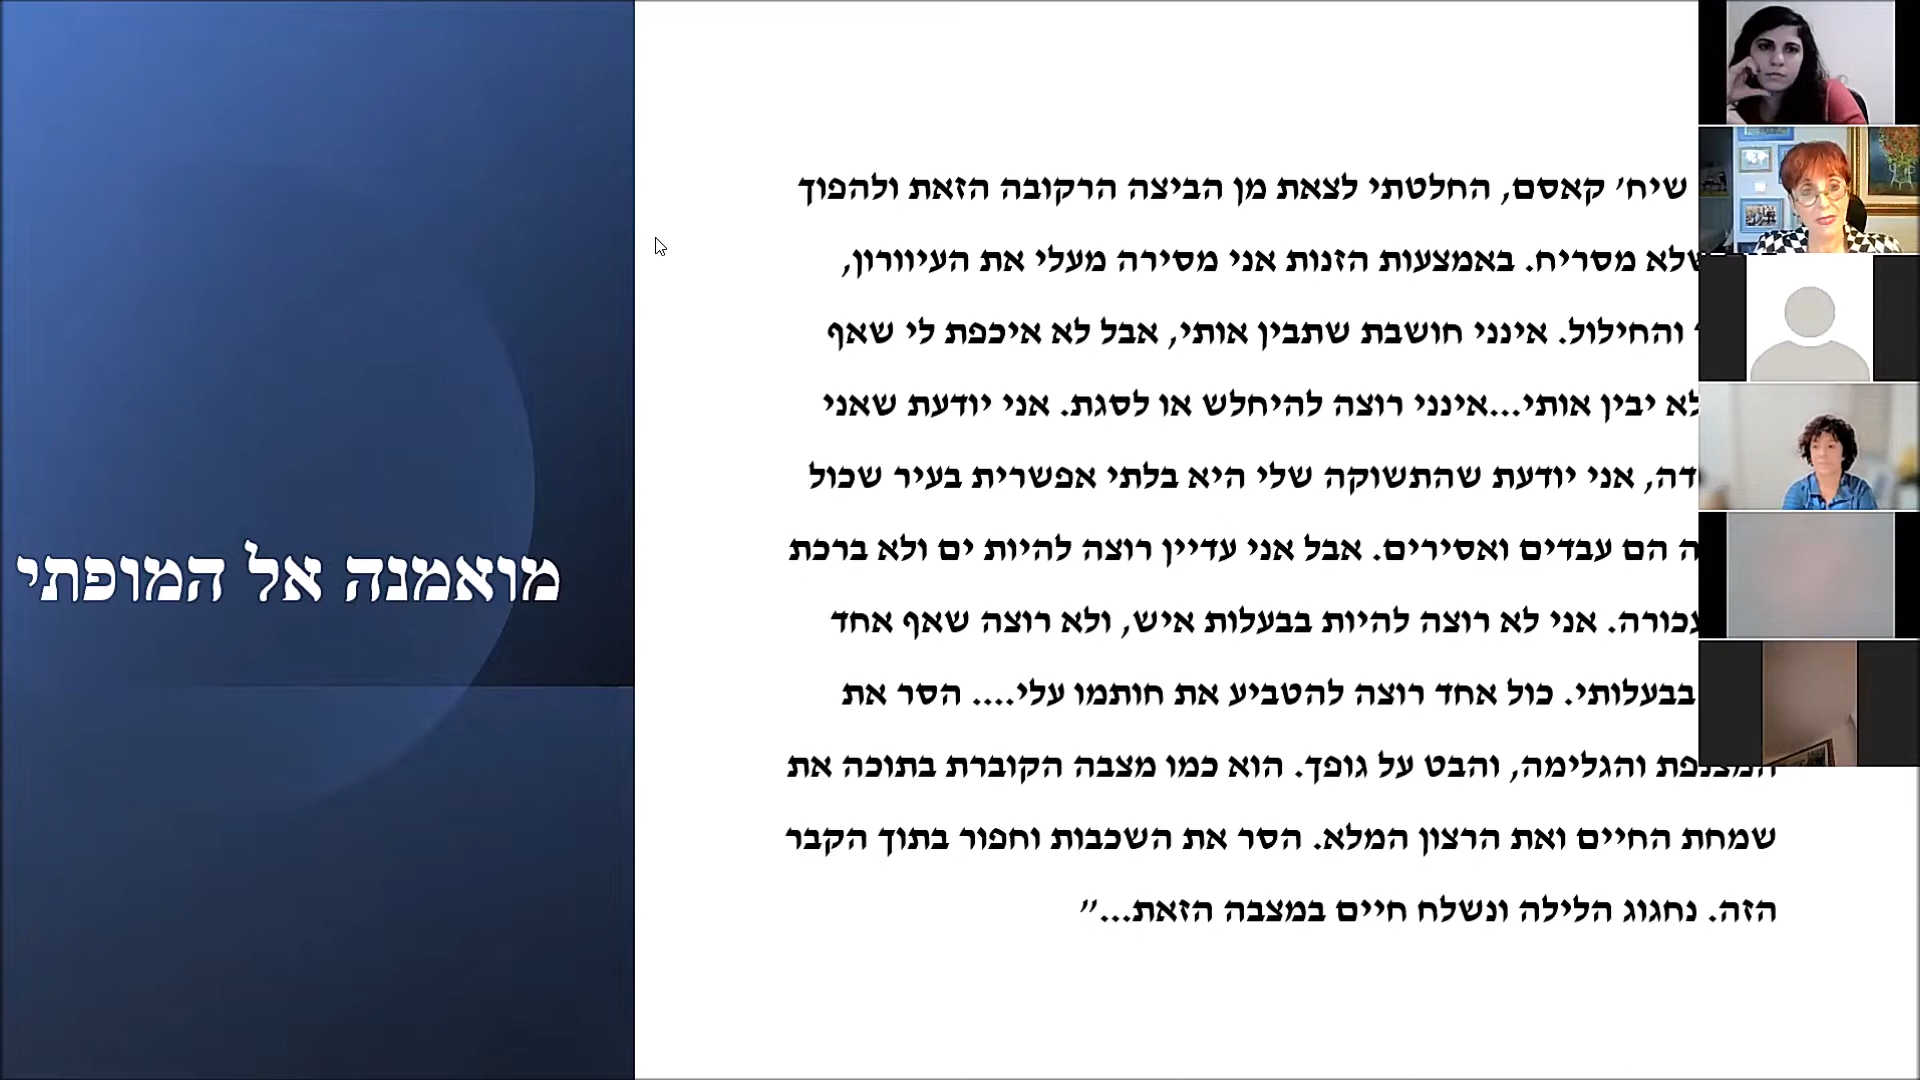 מואמנה אל המופתי
שיח׳ קאסם, החלטתי לצאת מן הביצה הרקובה הזאת ולהפוך
שלא מסריח. באמצעות הזנות אני מסירה מעלי את העיוורון,
והחילול. אינני חושבת שתבין אותי, אבל לא איכפת לי שאף
לא יבין אותי...אינני רוצה להיחלש או לסגת. אני יודעת שאני
אני יודעת שהתשוקה שלי היא בלתי אפשרית בעיר שכול
הם עבדים ואסירים. אבל אני עדיין רוצה להיות ים ולא ברכת
אני לא רוצה להיות בבעלות איש, ולא רוצה שאף אחד
בבעלותי. כול אחד רוצה להטביע את חותמו עלי.... הסר את
המצנפת והגלימה, והבט על גופך. הוא כמו מצבה הקוברת בתוכה את
שמחת החיים ואת הרצון המלא. הסר את השכבות וחפור בתוך הקבר
הזה. נחגוג הלילה ונשלח חיים במצבה הזאת...״